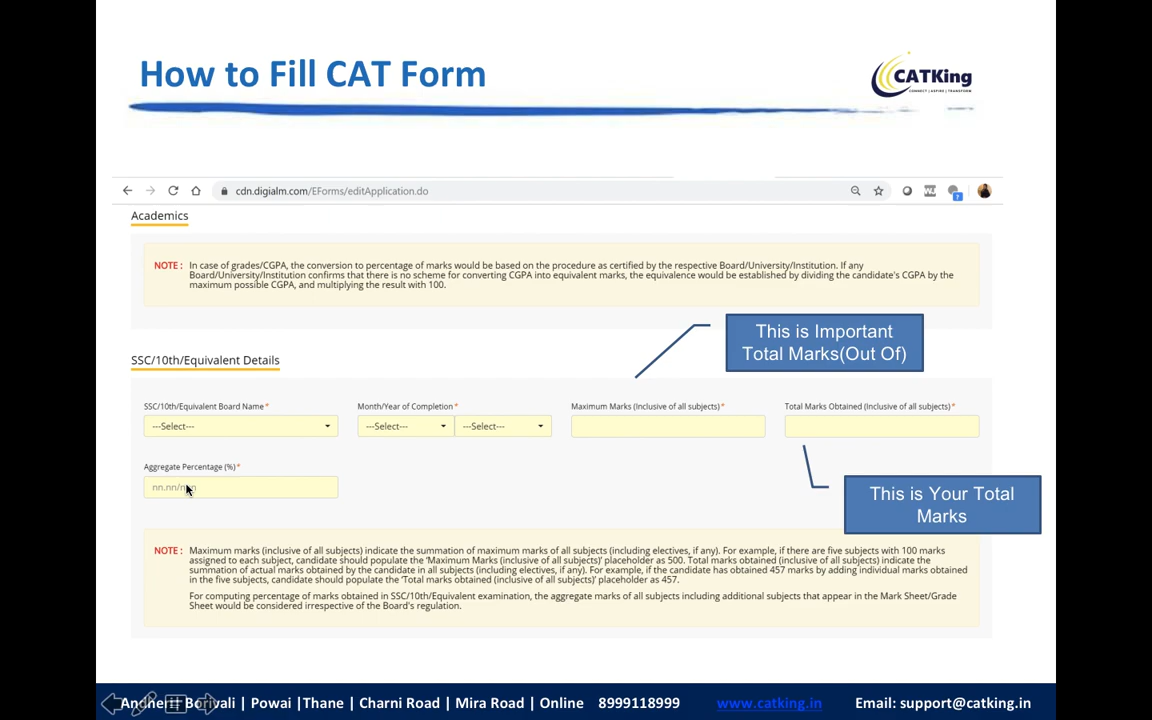 How to Fill CAT Form
CATKing
CONNECT | ASPIRE | TRANSFORM
cdn.digialm.com/EForms/editApplication.do
Academics
NOTE : In case of grades/CGPA, the conversion to percentage of marks would be based on the procedure as certified by the respective Board/University/Institution. If any
Board/University/Institution confirms that there is no scheme for converting CGPA into equivalent marks, the equivalence would be established by dividing the candidate's CGPA by the
maximum possible CGPA, and multiplying the result with 100.
This is Important
Total Marks(Out Of)
SSC/10th/Equivalent Details
SSC/10th/Equivalent Board Name*
Month/Year of Completion*
Maximum Marks (Inclusive of all subjects)*
Total Marks Obtained (Inclusive of all subjects)*
---Select---
---Select---
---Select---
Aggregate Percentage (%)*
This is Your Total
Marks
NOTE : Maximum marks (inclusive of all subjects) indicate the summation of maximum marks of all subjects (including electives, if any). For example, if there are five subjects with 100 marks
assigned to each subject, candidate should populate the 'Maximum Marks (Inclusive of all subjects)' placeholder as 500. Total marks obtained (inclusive of all subjects) indicate the
summation of actual marks obtained by the candidate in all subjects (including electives, if any). For example, if the candidate has obtained 457 marks by adding individual marks obtained
in the five subjects, candidate should populate the 'Total marks obtained (inclusive of all subjects)' placeholder as 457.
For computing percentage of marks obtained in SSC/10th/Equivalent examination, the aggregate marks of all subjects including additional subjects that appear in the Mark Sheet/Grade
Sheet would be considered irrespective of the Board's regulation.
Andheri | Borivali | Powai |Thane | Charni Road | Mira Road | Online 8999118999 www.catking.in Email: support@catking.in